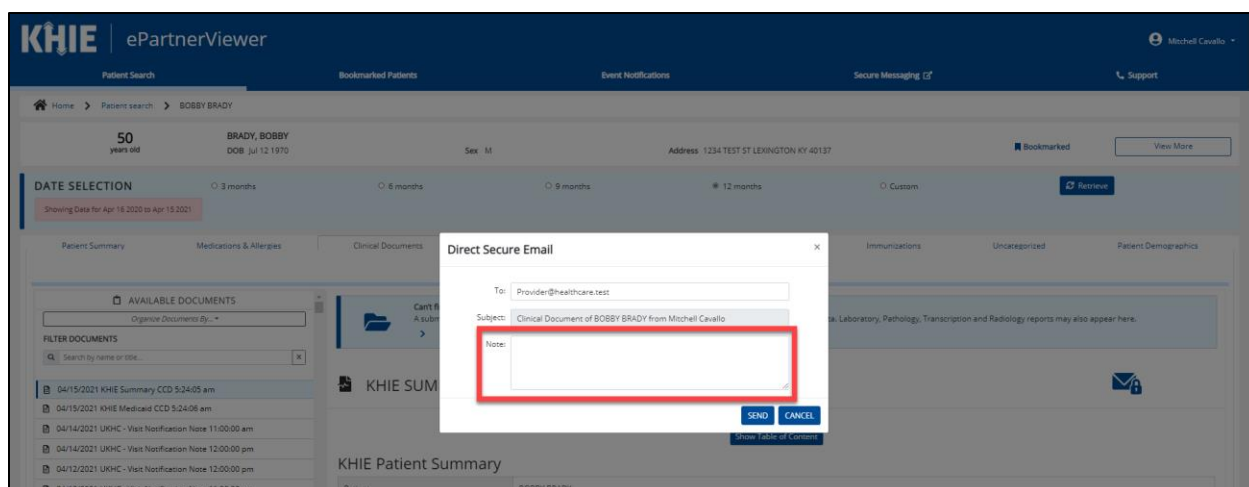 KHIE | ePartnerViewer
Mitchell Cavallo
Patient Search Bookmarked Patients Event Notifications Secure Messaging Support
Home > Patient search > BOBBY BRADY
50 years old
BRADY, BOBBY
DOB Jul 12 1970
Sex M
Address 1234 TEST ST LEXINGTON KY 40137
Bookmarked
View More
DATE SELECTION
3 months 6 months 9 months 12 months Custom
Retrieve
Showing Data for Apr 16 2020 to Apr 15 2021
Patient Summary Medications & Allergies Clinical Documents Immunizations Uncategorized Patient Demographics
Direct Secure Email ×
To: Provider@healthcare.test
Subject: Clinical Document of BOBBY BRADY from Mitchell Cavallo
Note:
SEND CANCEL
AVAILABLE DOCUMENTS
Organize Documents By...
FILTER DOCUMENTS
Search by name or title...
04/15/2021 KHIE Summary CCD 5:24:05 am
04/15/2021 KHIE Medicaid CCD 5:24:06 am
04/14/2021 UKHC - Visit Notification Note 11:00:00 am
04/14/2021 UKHC - Visit Notification Note 12:00:00 pm
04/12/2021 UKHC - Visit Notification Note 12:00:00 pm
Can't
A
Laboratory, Pathology, Transcription and Radiology reports may also appear here.
KHIE SUM
Show Table of Content
KHIE Patient Summary